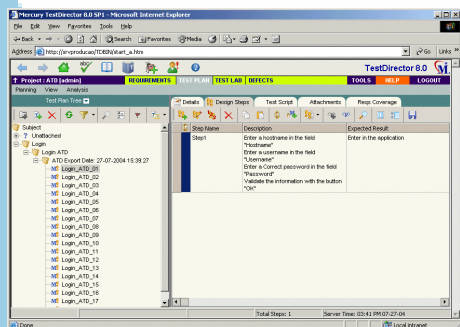 Mercury TestDirector 8.0 SP1 - Microsoft Internet Explorer
File Edit View Favorites Tools Help
Back Search Favorites Media
Address http://srvproducao/TDBIN/start_a.htm Go Links
TestDirector 8.0
Project : ATD [admin] REQUIREMENTS TEST PLAN TEST LAB DEFECTS TOOLS HELP LOGOUT
Planning View Analysis
Test Plan Tree
Details Design Steps Test Script Attachments Reqs Coverage
Subject
Unattached
Login
Login ATD
ATD Export Date: 27-07-2004 15:39:27
Login_ATD_01
Login_ATD_02
Login_ATD_03
Login_ATD_04
Login_ATD_05
Login_ATD_06
Login_ATD_07
Login_ATD_08
Login_ATD_09
Login_ATD_10
Login_ATD_11
Login_ATD_12
Login_ATD_13
Login_ATD_14
Login_ATD_15
Login_ATD_16
Login_ATD_17
Step Name Description Expected Result
Step1 Enter a hostname in the field Enter in the application
"Hostname"
Enter a username in the field
"Username"
Enter a Correct password in the field
"Password"
Validate the information with the button
"OK"
Total Steps: 1 Server Time: 03:41 PM 07-27-04
Done Local intranet